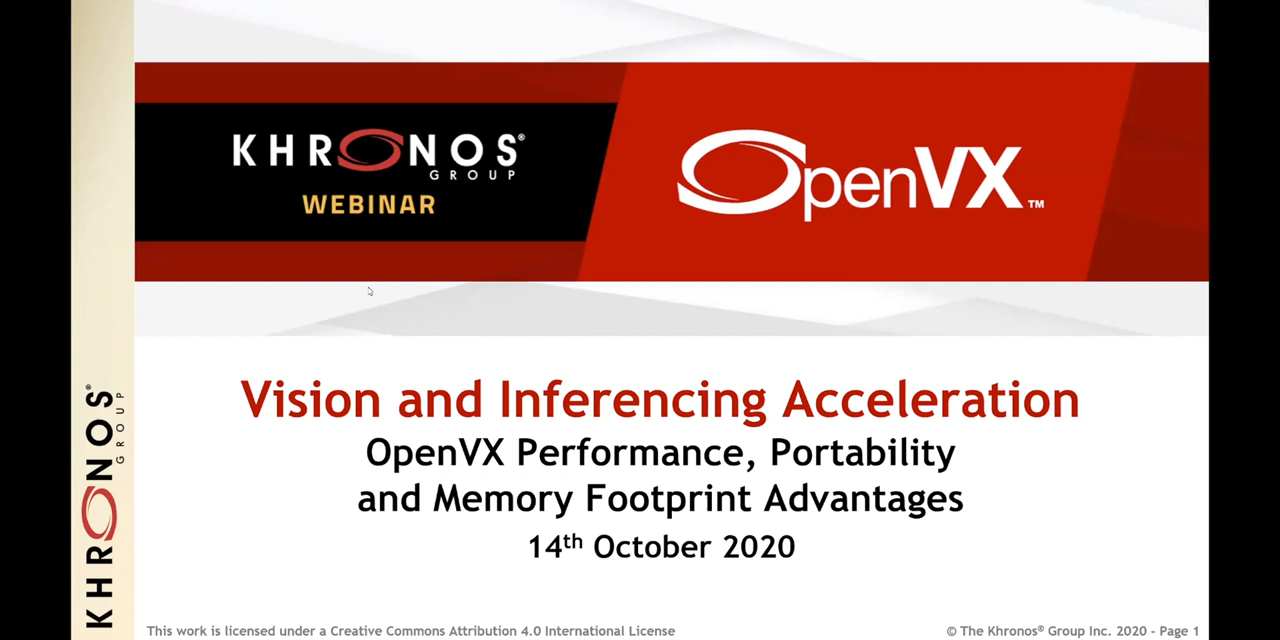 KHRONOS®
GROUP
WEBINAR
OpenVX™
Vision and Inferencing Acceleration
OpenVX Performance, Portability
and Memory Footprint Advantages
14th October 2020
KHRONOS®
GROUP
This work is licensed under a Creative Commons Attribution 4.0 International License
© The Khronos® Group Inc. 2020 - Page 1